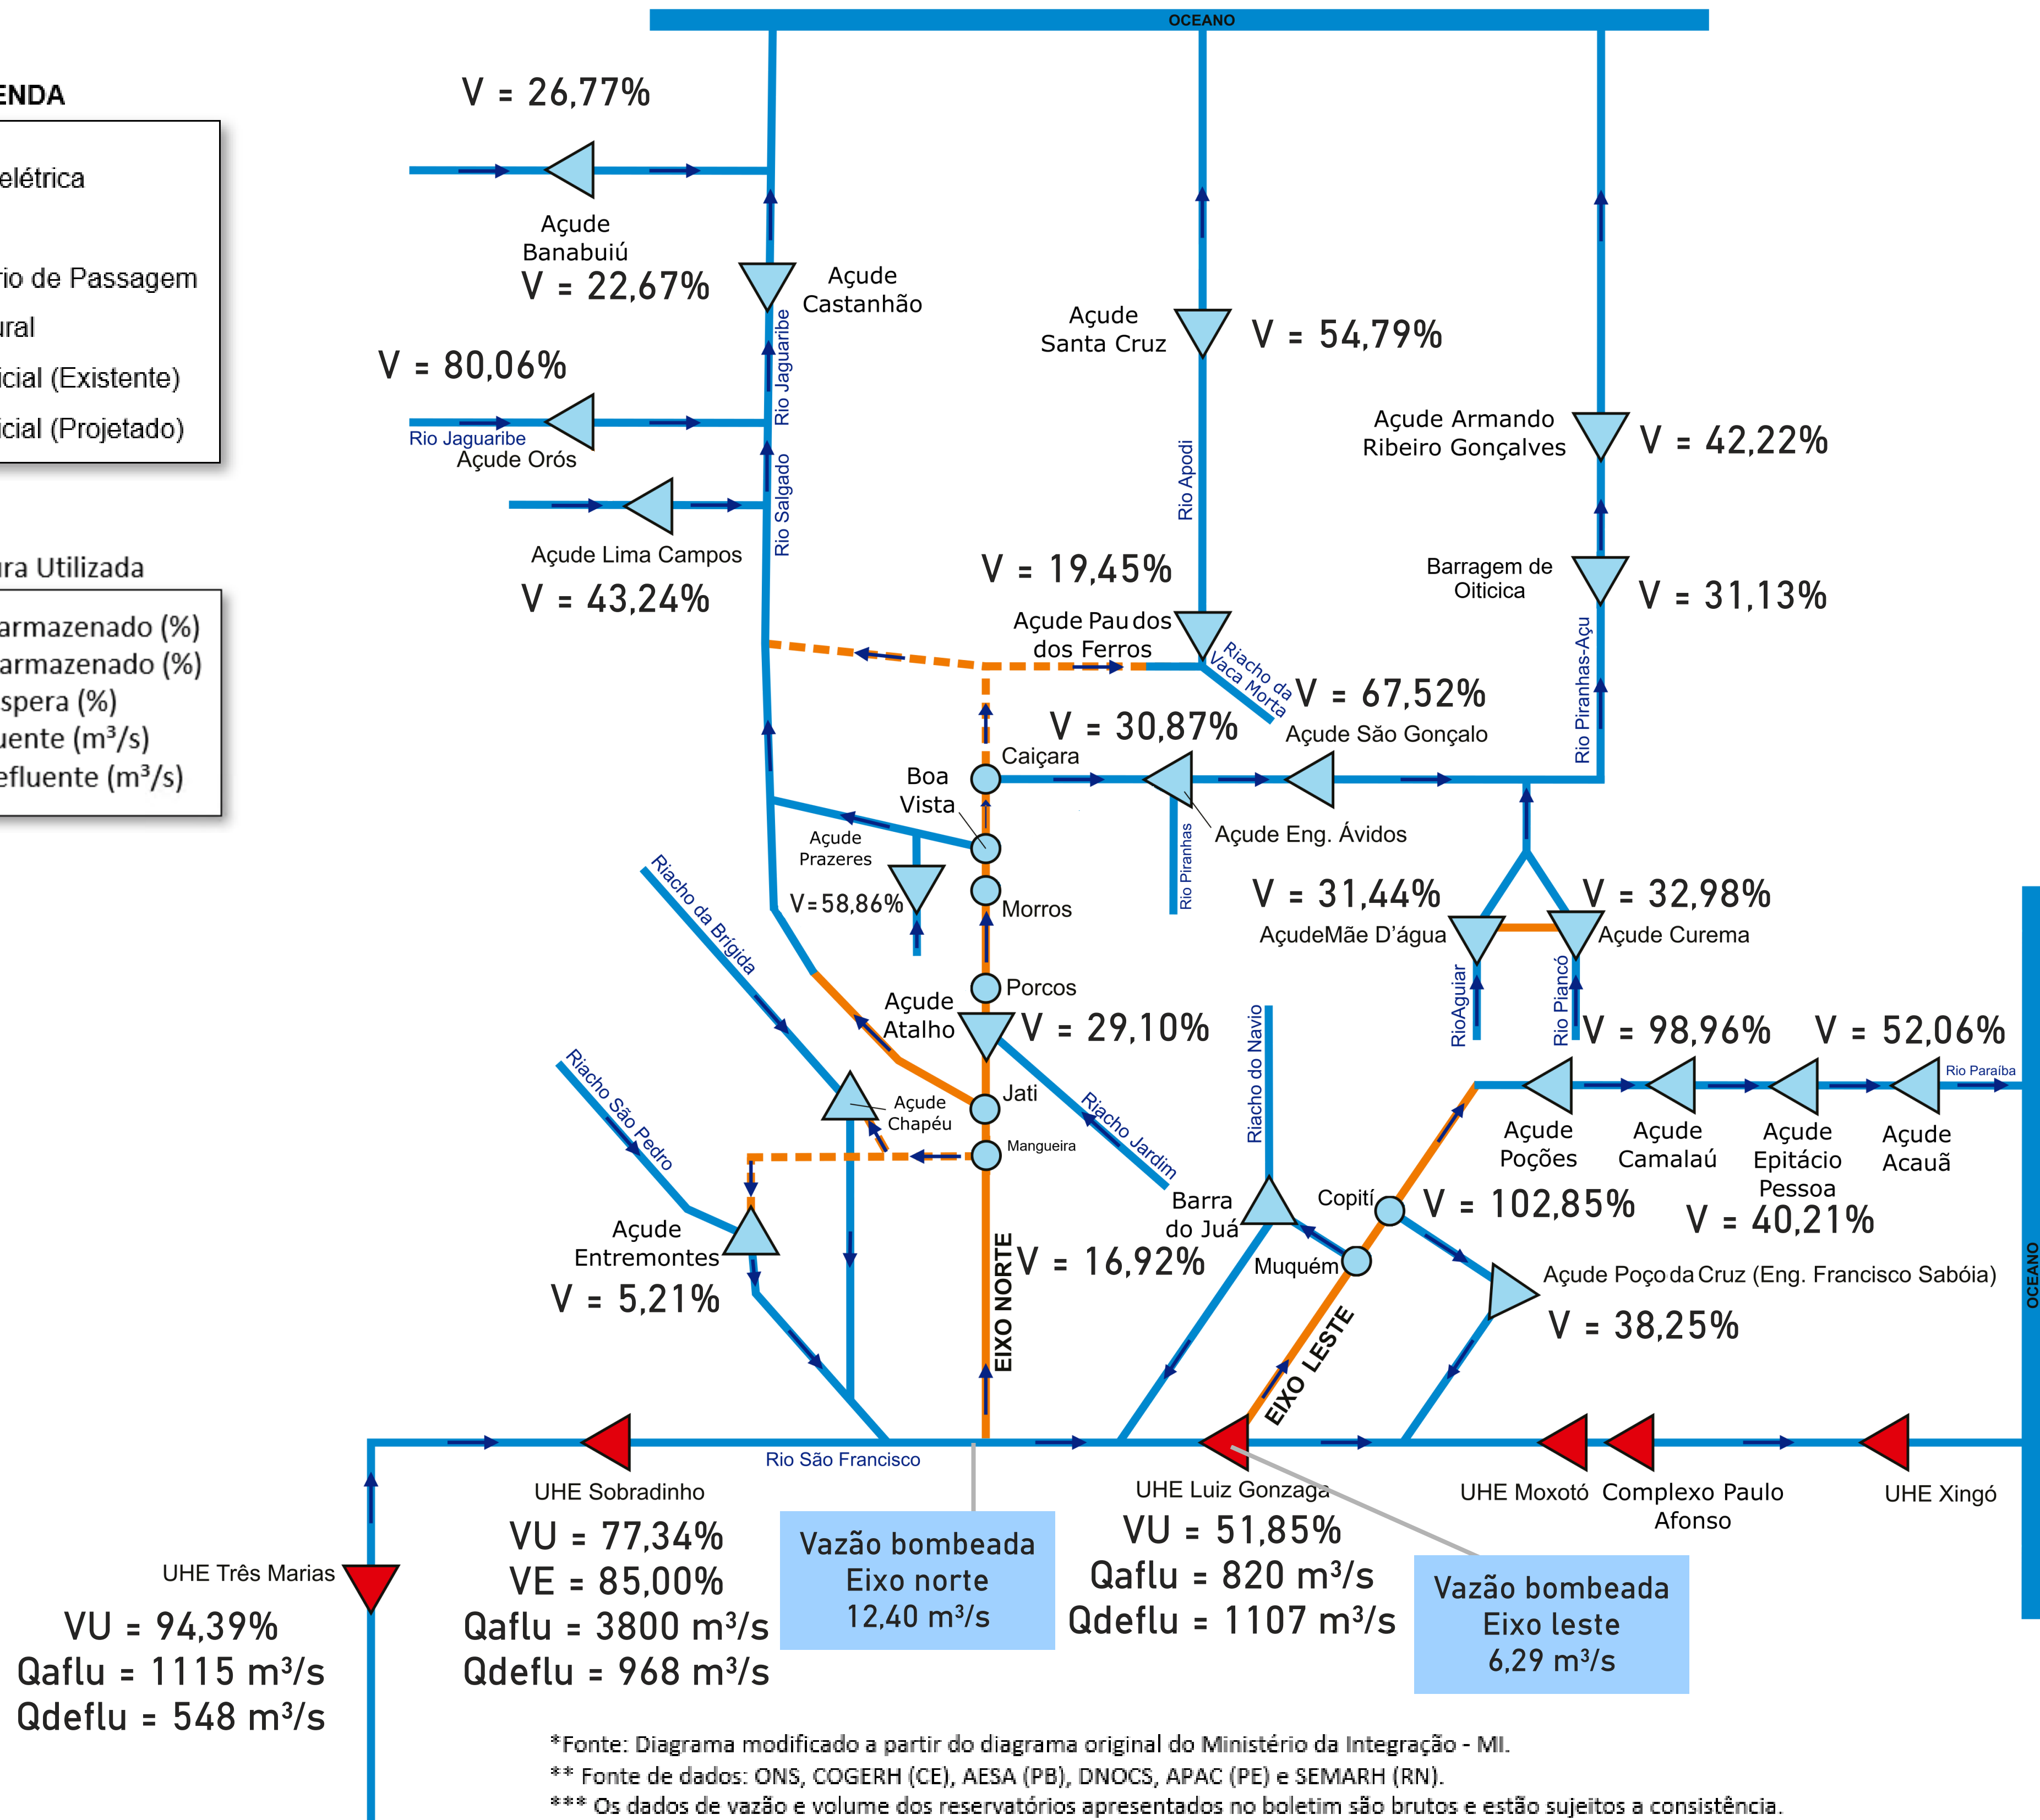 OCEANO
ENDA
elétrica
rio de Passagem
ural
icial (Existente)
icial (Projetado)
ura Utilizada
armazenado (%)
armazenado (%)
spera (%)
uente (m³/s)
efluente (m³/s)
V = 26,77%
Açude
Banabuiú
V = 22,67%
Açude
Castanhão
Rio Jaguaribe
V = 80,06%
Rio Jaguaribe
Açude Orós
Rio Salgado
Açude Lima Campos
V = 43,24%
Açude
Santa Cruz
V = 54,79%
Rio Apodi
Açude Armando
Ribeiro Gonçalves
V = 42,22%
Barragem de
Oiticica
V = 31,13%
Rio Piranhas-Açu
V = 19,45%
Açude Pau dos
dos Ferros
Riacho da
Vaca Morta
V = 67,52%
Açude São Gonçalo
V = 30,87%
Caiçara
Boa
Vista
Açude Eng. Ávidos
Rio Piranhas
Açude
Prazeres
V=58,86%
Morros
Riacho da Brígida
Porcos
Açude
Atalho
V = 29,10%
V = 31,44%
AçudeMãe D'água
V = 32,98%
Açude Curema
RioAguiar
Rio Piancó
V = 98,96%
V = 52,06%
Rio Paraíba
Riacho do Navio
Riacho São Pedro
Jati
Açude
Chapéu
Mangueira
Riacho Jardim
Açude
Poções
Açude
Camalaú
Açude
Epitácio
Pessoa
Açude
Acauã
V = 102,85%
V = 40,21%
Barra
do Juá
Copití
V = 16,92%
Muquém
Açude
Entremontes
V = 5,21%
EIXO NORTE
EIXO LESTE
Açude Poço da Cruz (Eng. Francisco Sabóia)
V = 38,25%
OCEANO
Rio São Francisco
UHE Sobradinho
VU = 77,34%
VE = 85,00%
Qaflu = 3800 m³/s
Qdeflu = 968 m³/s
Vazão bombeada
Eixo norte
12,40 m³/s
UHE Luiz Gonzaga
VU = 51,85%
Qaflu = 820 m³/s
Qdeflu = 1107 m³/s
Vazão bombeada
Eixo leste
6,29 m³/s
UHE Moxotó
Complexo Paulo
Afonso
UHE Xingó
UHE Três Marias
VU = 94,39%
Qaflu = 1115 m³/s
Qdeflu = 548 m³/s
*Fonte: Diagrama modificado a partir do diagrama original do Ministério da Integração - MI.
** Fonte de dados: ONS, COGERH (CE), AESA (PB), DNOCS, APAC (PE) e SEMARH (RN).
*** Os dados de vazão e volume dos reservatórios apresentados no boletim são brutos e estão sujeitos a consistência.